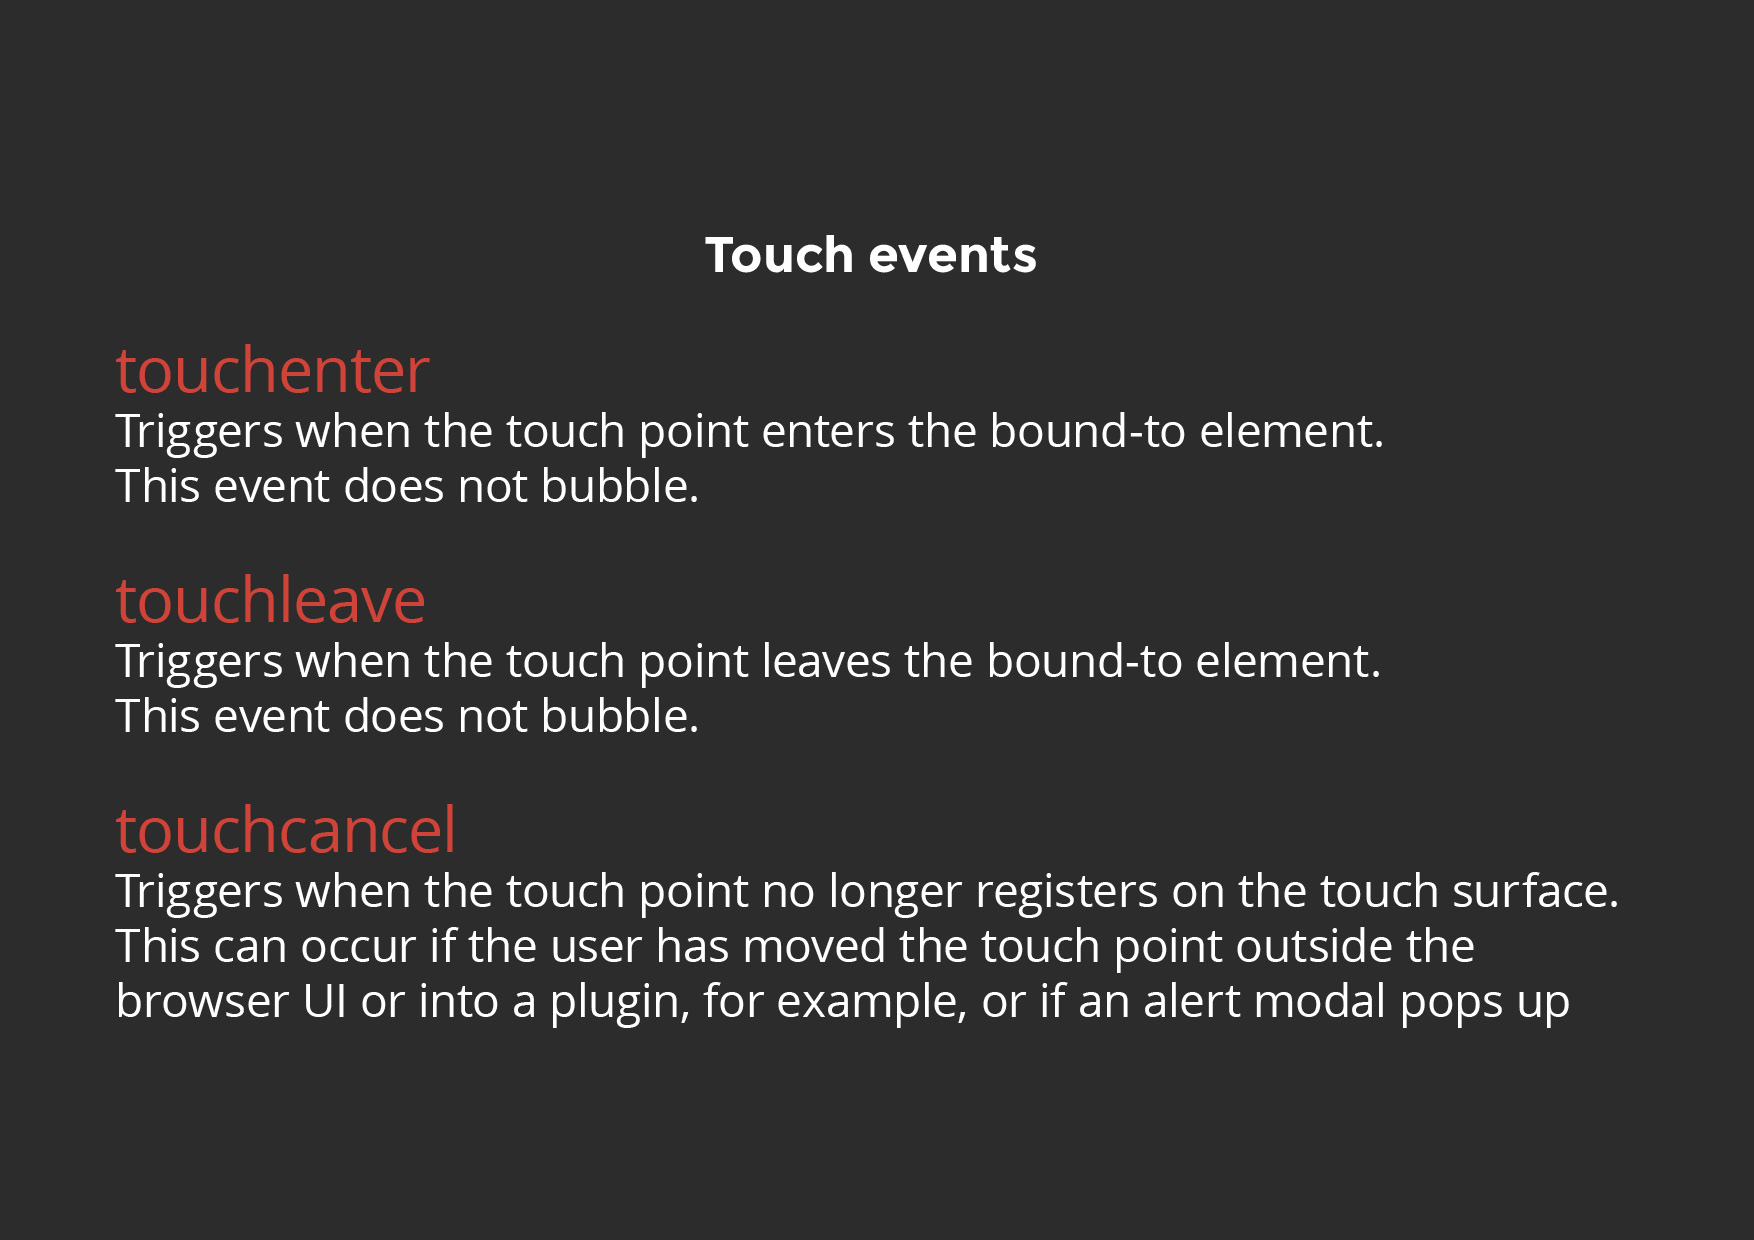 Touch events
touchenter
Triggers when the touch point enters the bound-to element.
This event does not bubble.
touchleave
Triggers when the touch point leaves the bound-to element.
This event does not bubble.
touchcancel
Triggers when the touch point no longer registers on the touch surface.
This can occur if the user has moved the touch point outside the
browser UI or into a plugin, for example, or if an alert modal pops up